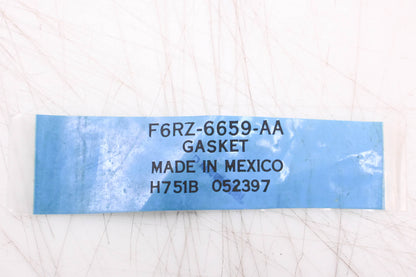 F6RZ-6659-AA
GASKET
MADE IN MEXICO
H751B 052397